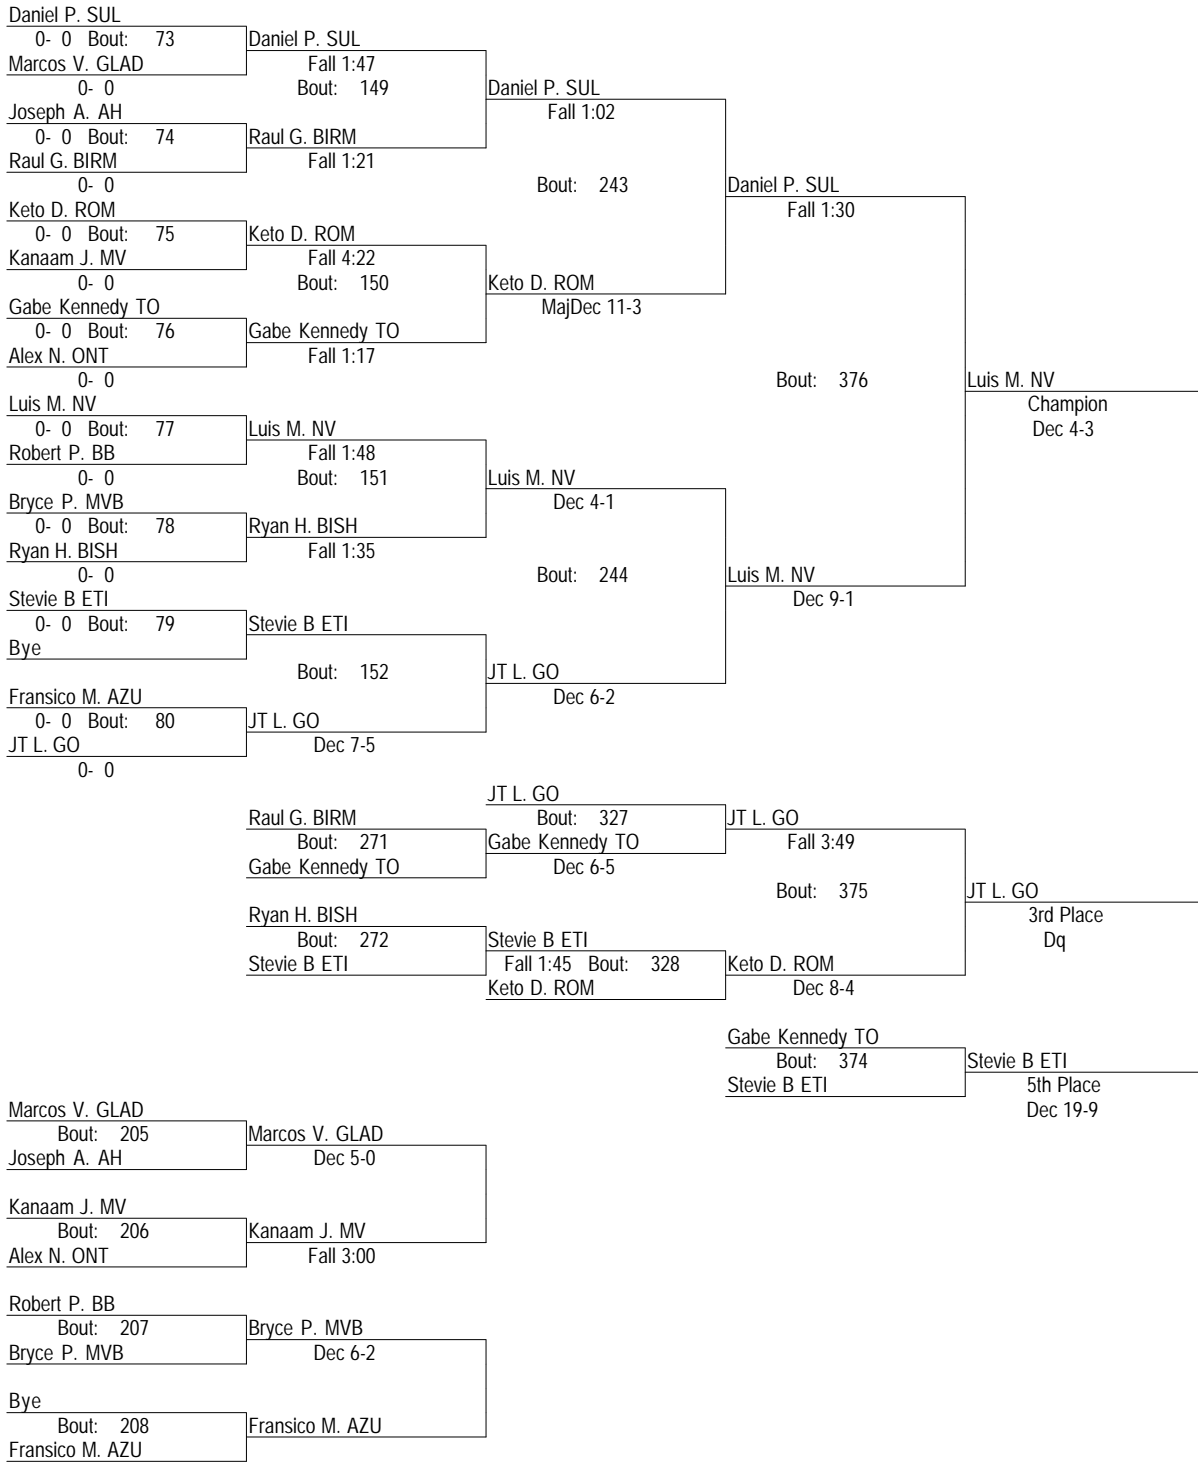 Daniel P. SUL
0- 0 Bout: 73 Daniel P. SUL
Marcos V. GLAD Fall 1:47
0- 0 Bout: 149 Daniel P. SUL
Joseph A. AH Fall 1:02
0- 0 Bout: 74 Raul G. BIRM
Raul G. BIRM Fall 1:21
0- 0 Bout: 243 Daniel P. SUL
Keto D. ROM Fall 1:30
0- 0 Bout: 75 Keto D. ROM
Kanaam J. MV Fall 4:22
0- 0 Bout: 150 Keto D. ROM
Gabe Kennedy TO MajDec 11-3
0- 0 Bout: 76 Gabe Kennedy TO
Alex N. ONT Fall 1:17
0- 0 Bout: 376 Luis M. NV
Luis M. NV Champion
0- 0 Bout: 77 Luis M. NV Dec 4-3
Robert P. BB Fall 1:48
0- 0 Bout: 151 Luis M. NV
Bryce P. MVB Dec 4-1
0- 0 Bout: 78 Ryan H. BISH
Ryan H. BISH Fall 1:35
0- 0 Bout: 244 Luis M. NV
Stevie B ETI Dec 9-1
0- 0 Bout: 79 Stevie B ETI
Bye
Bout: 152 JT L. GO
Fransico M. AZU Dec 6-2
0- 0 Bout: 80 JT L. GO
JT L. GO Dec 7-5
0- 0
JT L. GO
Raul G. BIRM Bout: 327 JT L. GO
Bout: 271 Gabe Kennedy TO Fall 3:49
Gabe Kennedy TO Dec 6-5
Bout: 375 JT L. GO
Ryan H. BISH 3rd Place
Bout: 272 Stevie B ETI Dq
Stevie B ETI Fall 1:45 Bout: 328 Keto D. ROM
Keto D. ROM Dec 8-4
Gabe Kennedy TO
Bout: 374 Stevie B ETI
Stevie B ETI 5th Place
Marcos V. GLAD Dec 19-9
Bout: 205 Marcos V. GLAD
Joseph A. AH Dec 5-0
Kanaam J. MV
Bout: 206 Kanaam J. MV
Alex N. ONT Fall 3:00
Robert P. BB
Bout: 207 Bryce P. MVB
Bryce P. MVB Dec 6-2
Bye
Bout: 208 Fransico M. AZU
Fransico M. AZU